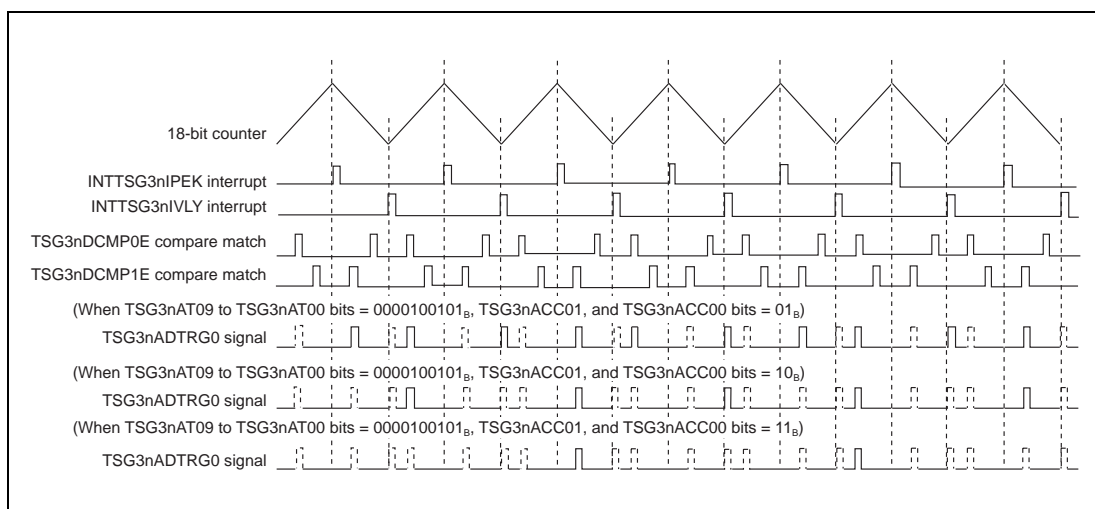 18-bit counter
INTTSG3nIPEK interrupt
INTTSG3nIVLY interrupt
TSG3nDCMP0E compare match
TSG3nDCMP1E compare match
(When TSG3nAT09 to TSG3nAT00 bits = 0000100101B, TSG3nACC01, and TSG3nACC00 bits = 01B)
TSG3nADTRG0 signal
(When TSG3nAT09 to TSG3nAT00 bits = 0000100101B, TSG3nACC01, and TSG3nACC00 bits = 10B)
TSG3nADTRG0 signal
(When TSG3nAT09 to TSG3nAT00 bits = 0000100101B, TSG3nACC01, and TSG3nACC00 bits = 11B)
TSG3nADTRG0 signal